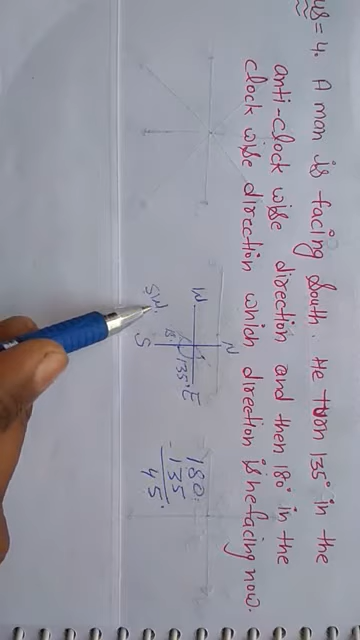 Qus = 4. A man is facing South. He turn 135° in the
anti-clock wise direction and then 180° in the
clock wise direction which direction is he facing now.
N
W
E
135°
S
SW
180
- 135
45